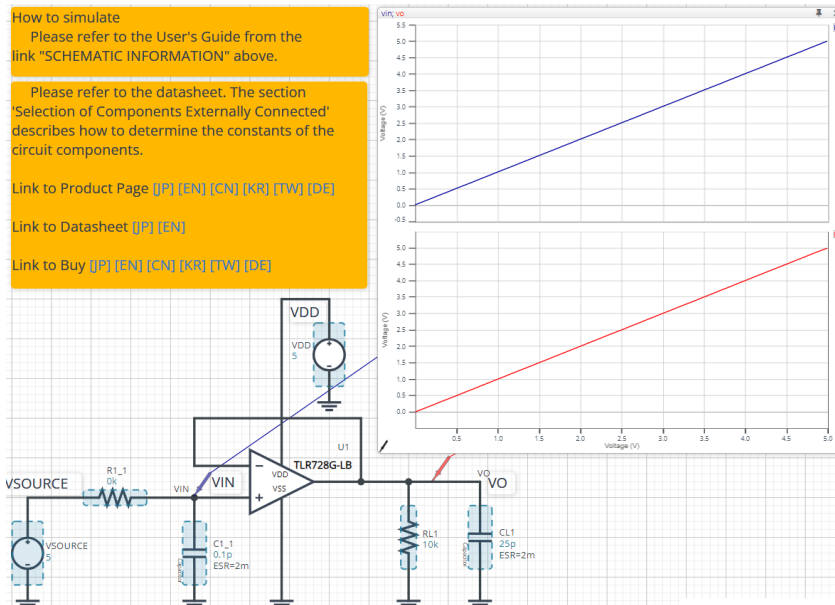 How to simulate
Please refer to the User's Guide from the
link "SCHEMATIC INFORMATION" above.
Please refer to the datasheet. The section
'Selection of Components Externally Connected'
describes how to determine the constants of the
circuit components.
Link to Product Page [JP] [EN] [CN] [KR] [TW] [DE]
Link to Datasheet [JP] [EN]
Link to Buy [JP] [EN] [CN] [KR] [TW] [DE]
vin; vo
5.5
5.0
4.5
4.0
3.5
3.0
2.5
2.0
1.5
1.0
0.5
0.0
-0.5
Voltage (V)
5.0
4.5
4.0
3.5
3.0
2.5
2.0
1.5
1.0
0.5
0.0
Voltage (V)
0.5 1.0 1.5 2.0 2.5 3.0 3.5 4.0 4.5 5.0
Voltage (V)
VDD
VDD
5
U1
TLR728G-LB
VDD
VSS
VSOURCE
R1_1
0k
VIN
VIN
VO
VO
VSOURCE
5
C1_1
0.1p
ESR=2m
Capacitor
RL1
10k
CL1
25p
ESR=2m
Capacitor